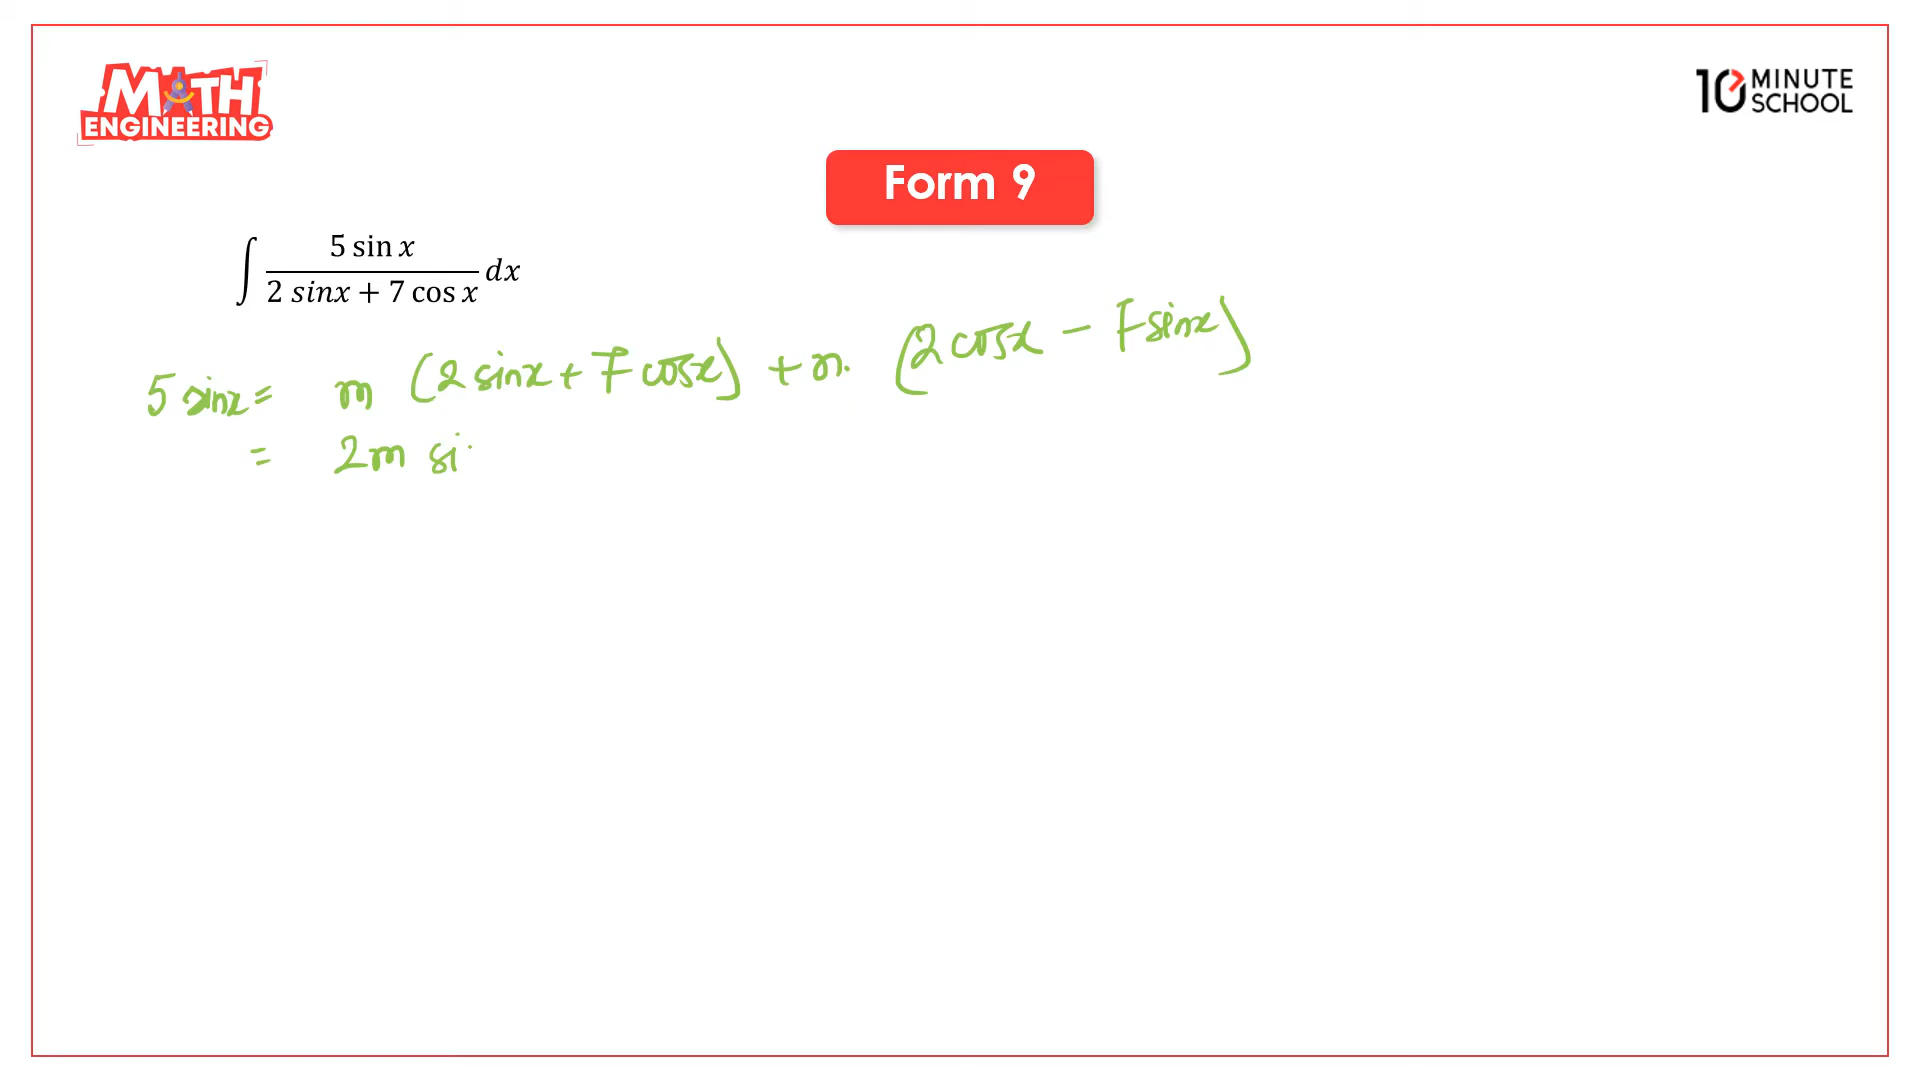 MATH
ENGINEERING
10 MINUTE
SCHOOL
Form 9
∫ 5 sin x / 2 sinx + 7 cos x dx
5 sinx = m (2 sinx + 7 cosx) + n. (2 cosx - 7 sinx)
= 2m si